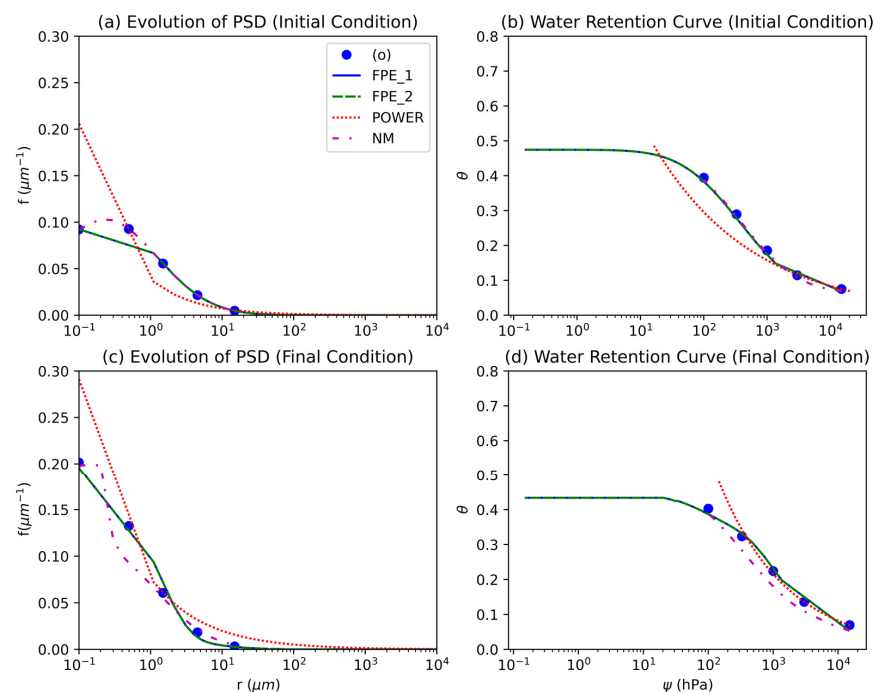 (a) Evolution of PSD (Initial Condition)
(b) Water Retention Curve (Initial Condition)
f (μm⁻¹)
0.30
0.25
0.20
0.15
0.10
0.05
0.00
(o)
FPE_1
FPE_2
POWER
NM
10⁻¹ 10⁰ 10¹ 10² 10³ 10⁴
θ
0.8
0.7
0.6
0.5
0.4
0.3
0.2
0.1
0.0
10⁻¹ 10⁰ 10¹ 10² 10³ 10⁴
(c) Evolution of PSD (Final Condition)
(d) Water Retention Curve (Final Condition)
f(μm⁻¹)
0.30
0.25
0.20
0.15
0.10
0.05
0.00
10⁻¹ 10⁰ 10¹ 10² 10³ 10⁴
r (μm)
θ
0.8
0.7
0.6
0.5
0.4
0.3
0.2
0.1
0.0
10⁻¹ 10⁰ 10¹ 10² 10³ 10⁴
ψ (hPa)